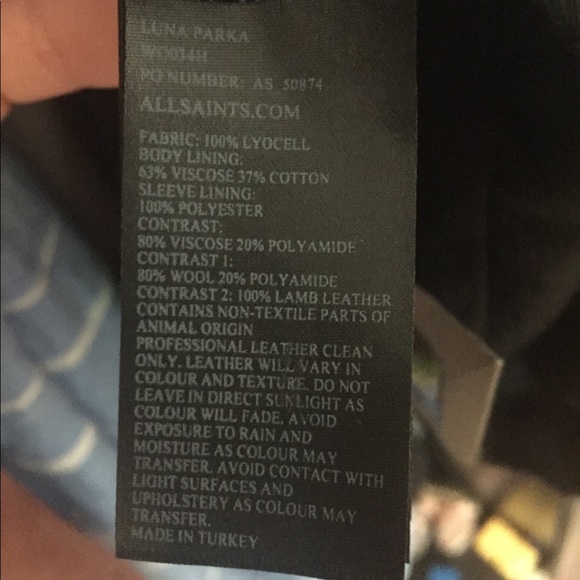 LUNA PARKA
WO034H
PO NUMBER: AS 50874
ALLSAINTS.COM
FABRIC: 100% LYOCELL
BODY LINING:
63% VISCOSE 37% COTTON
SLEEVE LINING:
100% POLYESTER
CONTRAST:
80% VISCOSE 20% POLYAMIDE
CONTRAST 1:
80% WOOL 20% POLYAMIDE
CONTRAST 2: 100% LAMB LEATHER
CONTAINS NON-TEXTILE PARTS OF
ANIMAL ORIGIN
PROFESSIONAL LEATHER CLEAN
ONLY. LEATHER WILL VARY IN
COLOUR AND TEXTURE. DO NOT
LEAVE IN DIRECT SUNLIGHT AS
COLOUR WILL FADE. AVOID
EXPOSURE TO RAIN AND
MOISTURE AS COLOUR MAY
TRANSFER. AVOID CONTACT WITH
LIGHT SURFACES AND
UPHOLSTERY AS COLOUR MAY
TRANSFER.
MADE IN TURKEY